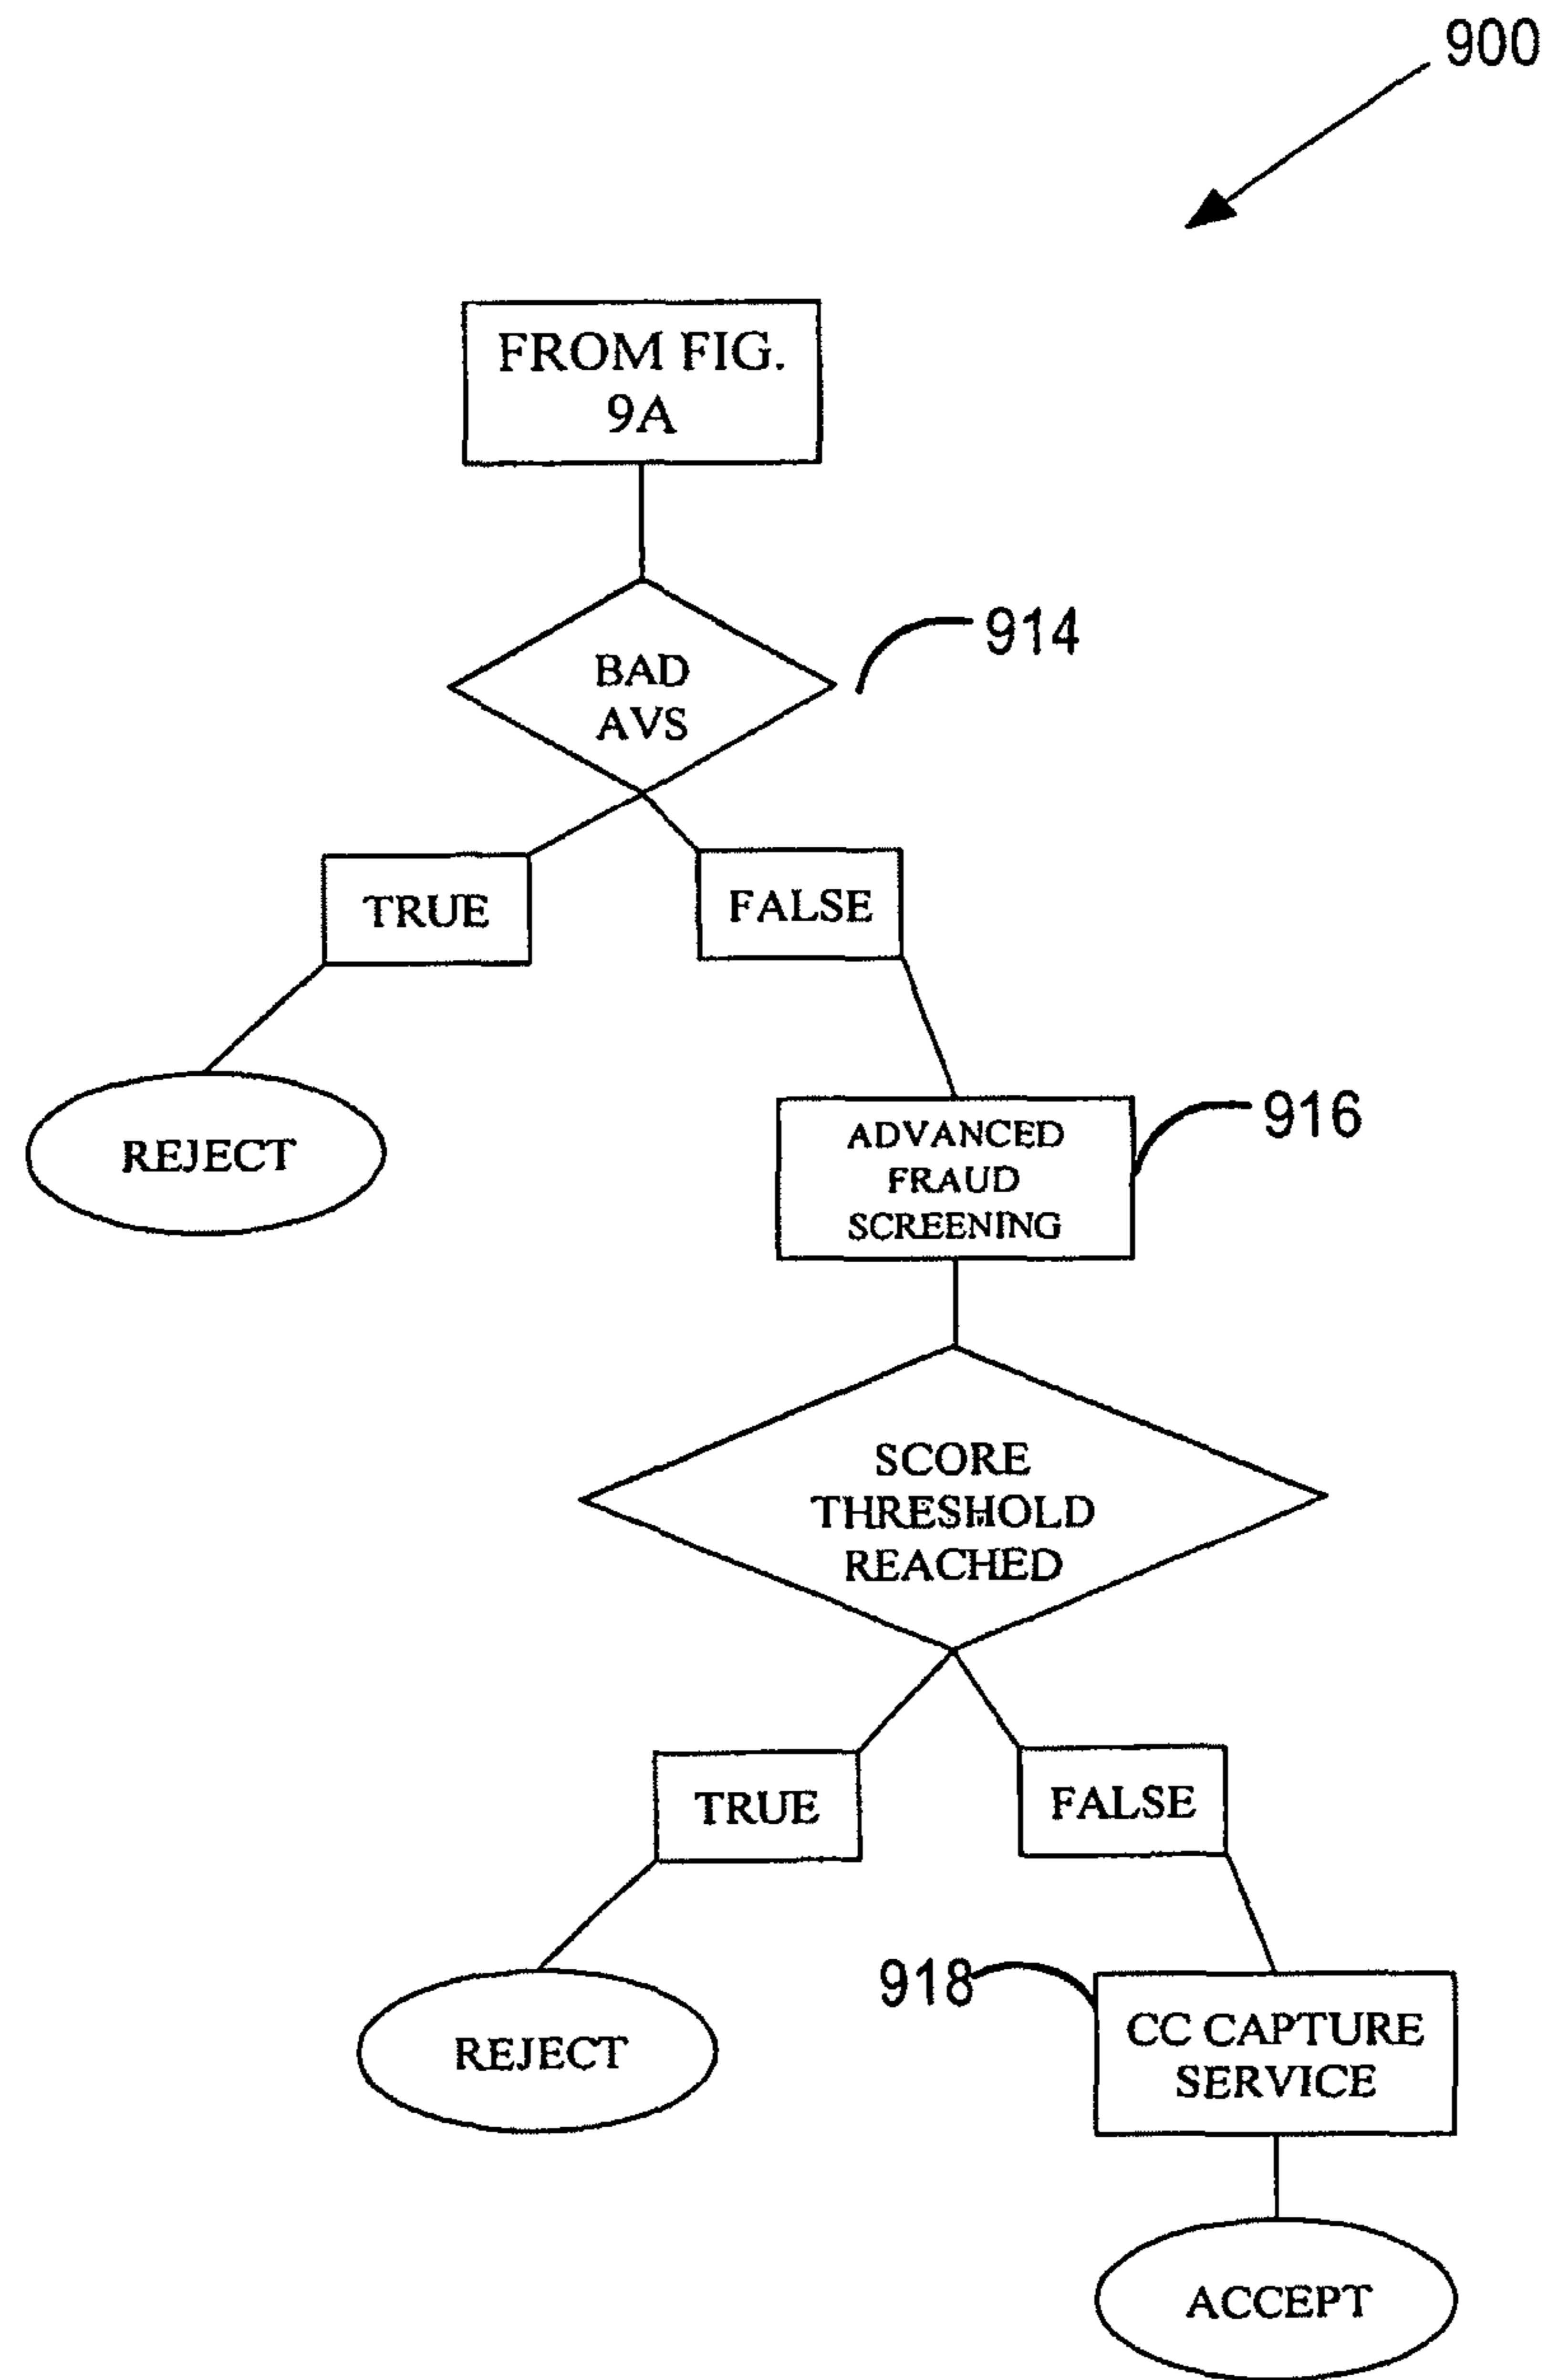 900
FROM FIG.
9A
BAD
AVS
914
TRUE
FALSE
REJECT
ADVANCED
FRAUD
SCREENING
916
SCORE
THRESHOLD
REACHED
TRUE
FALSE
REJECT
918
CC CAPTURE
SERVICE
ACCEPT